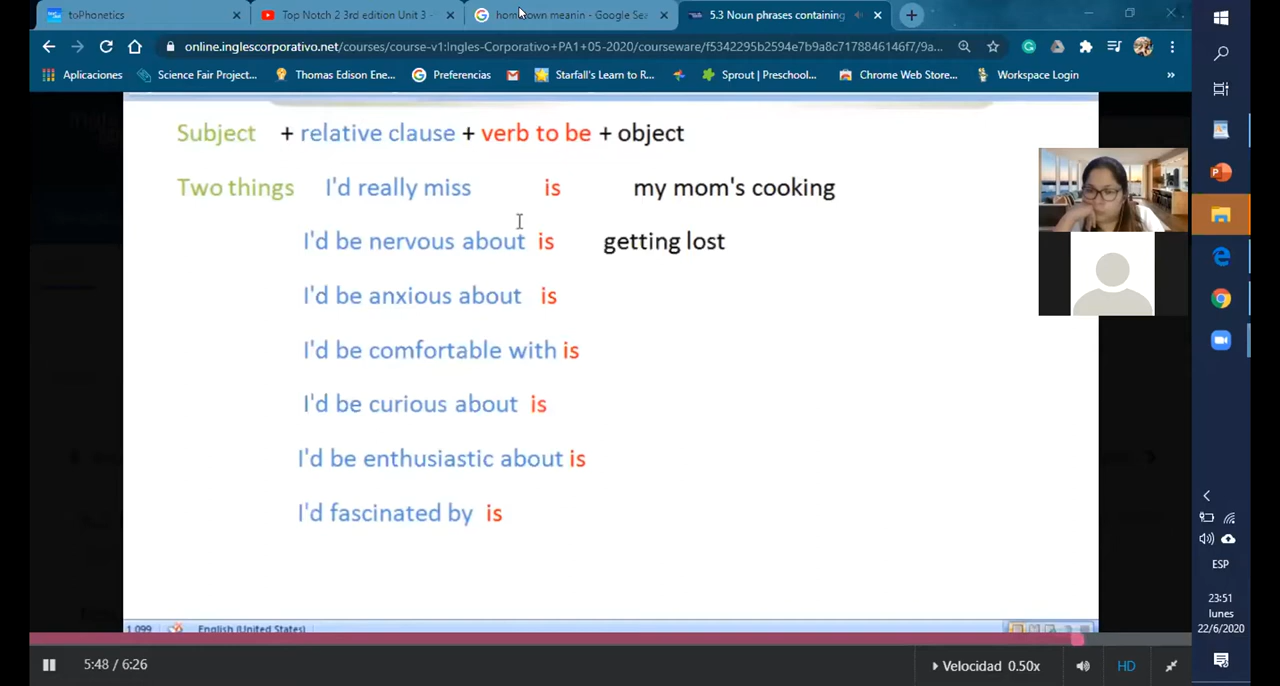 toPhonetics
Top Notch 2 3rd edition Unit 3 -
hometown meanin - Google Sea
5.3 Noun phrases containing
online.inglescorporativo.net/courses/course-v1:Ingles-Corporativo+PA1+05-2020/courseware/f5342295b2594e7b9a8c7178846146f7/9a...
Aplicaciones
Science Fair Project...
Thomas Edison Ene...
Preferencias
Starfall's Learn to R...
Sprout | Preschool...
Chrome Web Store...
Workspace Login
»
Subject + relative clause + verb to be + object
Two things I'd really miss is my mom's cooking
I'd be nervous about is getting lost
I'd be anxious about is
I'd be comfortable with is
I'd be curious about is
I'd be enthusiastic about is
I'd fascinated by is
1,099 English (United States)
5:48 / 6:26
Velocidad 0.50x
HD
ESP
23:51
lunes
22/6/2020